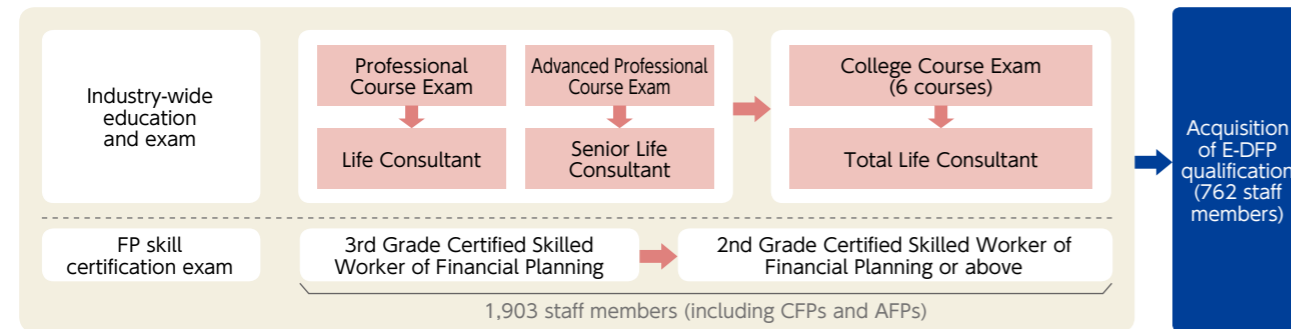 Industry-wide
education
and exam
Professional
Course Exam
Life Consultant
Advanced Professional
Course Exam
Senior Life
Consultant
College Course Exam
(6 courses)
Total Life Consultant
FP skill
certification exam
3rd Grade Certified Skilled
Worker of Financial Planning
2nd Grade Certified Skilled Worker of
Financial Planning or above
1,903 staff members (including CFPs and AFPs)
Acquisition
of E-DFP
qualification
(762 staff
members)